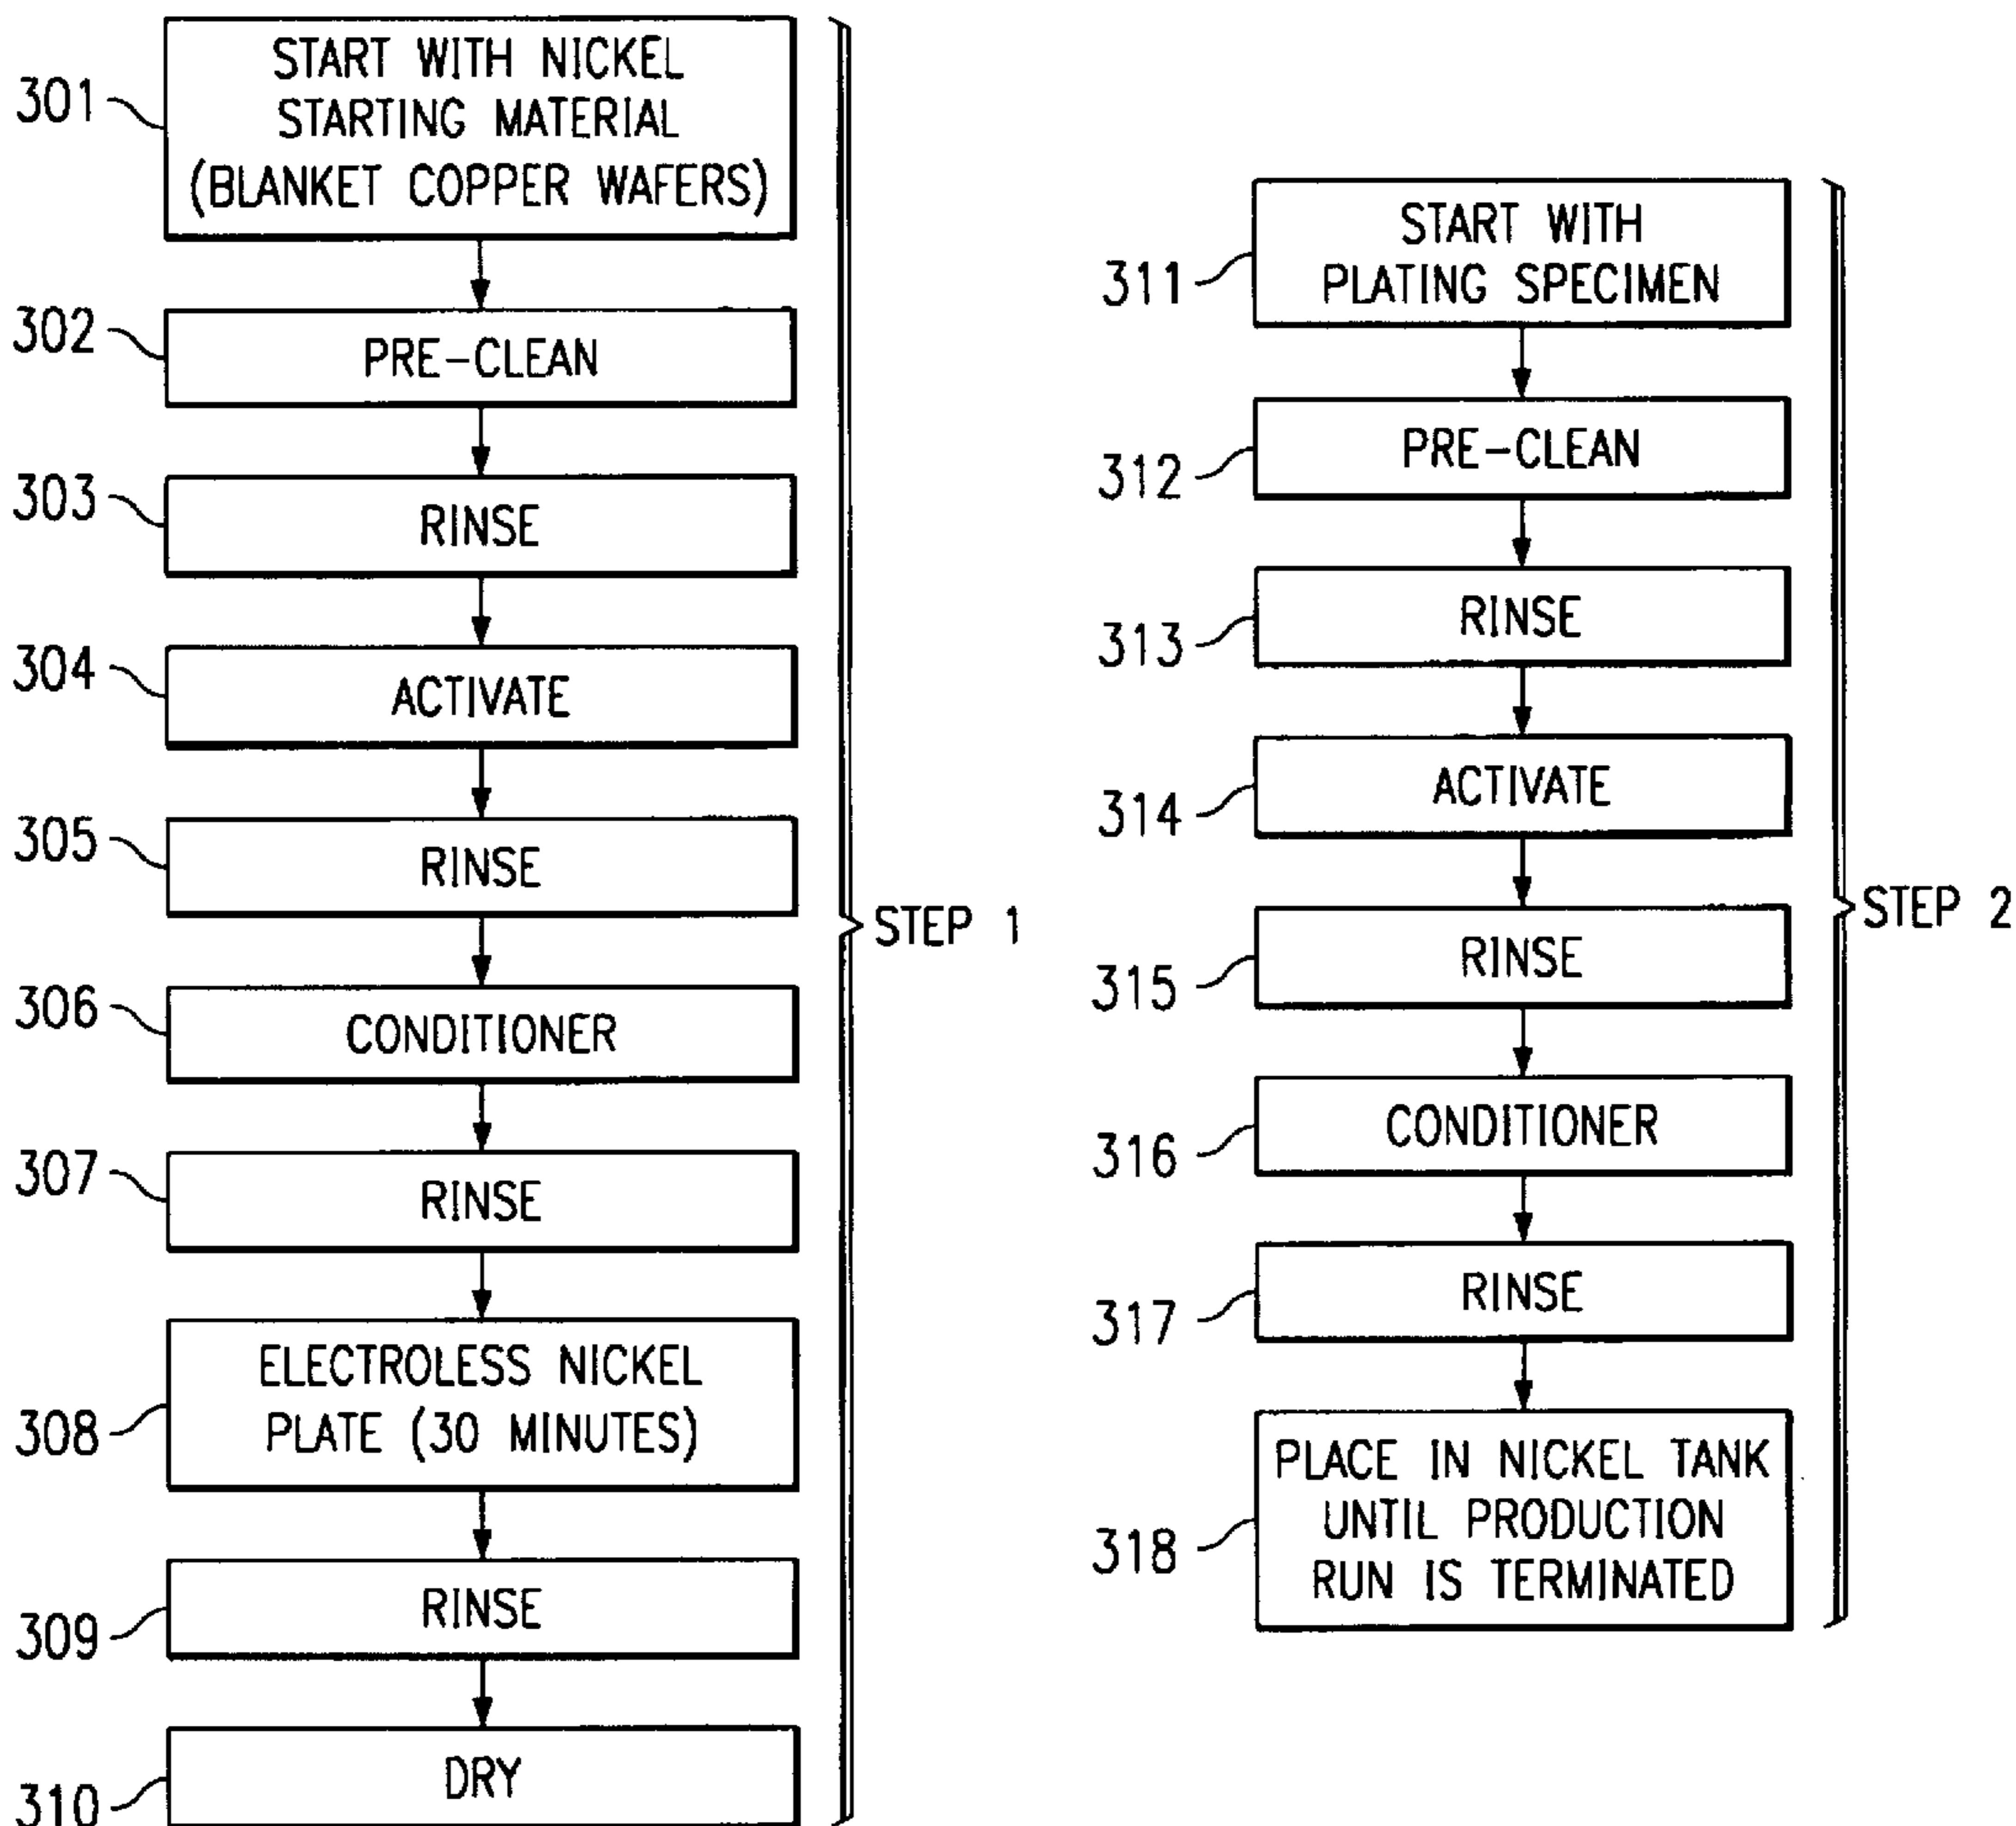 301
START WITH NICKEL
STARTING MATERIAL
(BLANKET COPPER WAFERS)
302
PRE-CLEAN
303
RINSE
304
ACTIVATE
305
RINSE
306
CONDITIONER
307
RINSE
308
ELECTROLESS NICKEL
PLATE (30 MINUTES)
309
RINSE
310
DRY
STEP 1
311
START WITH
PLATING SPECIMEN
312
PRE-CLEAN
313
RINSE
314
ACTIVATE
315
RINSE
316
CONDITIONER
317
RINSE
318
PLACE IN NICKEL TANK
UNTIL PRODUCTION
RUN IS TERMINATED
STEP 2